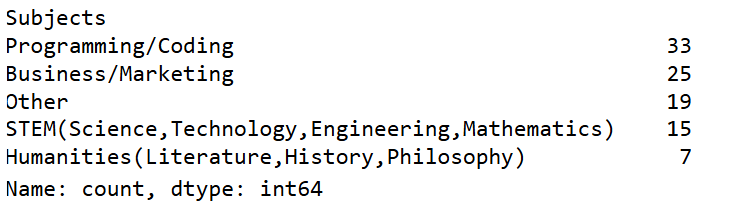 Subjects
Programming/Coding 33
Business/Marketing 25
Other 19
STEM(Science,Technology,Engineering,Mathematics) 15
Humanities(Literature,History,Philosophy) 7
Name: count, dtype: int64